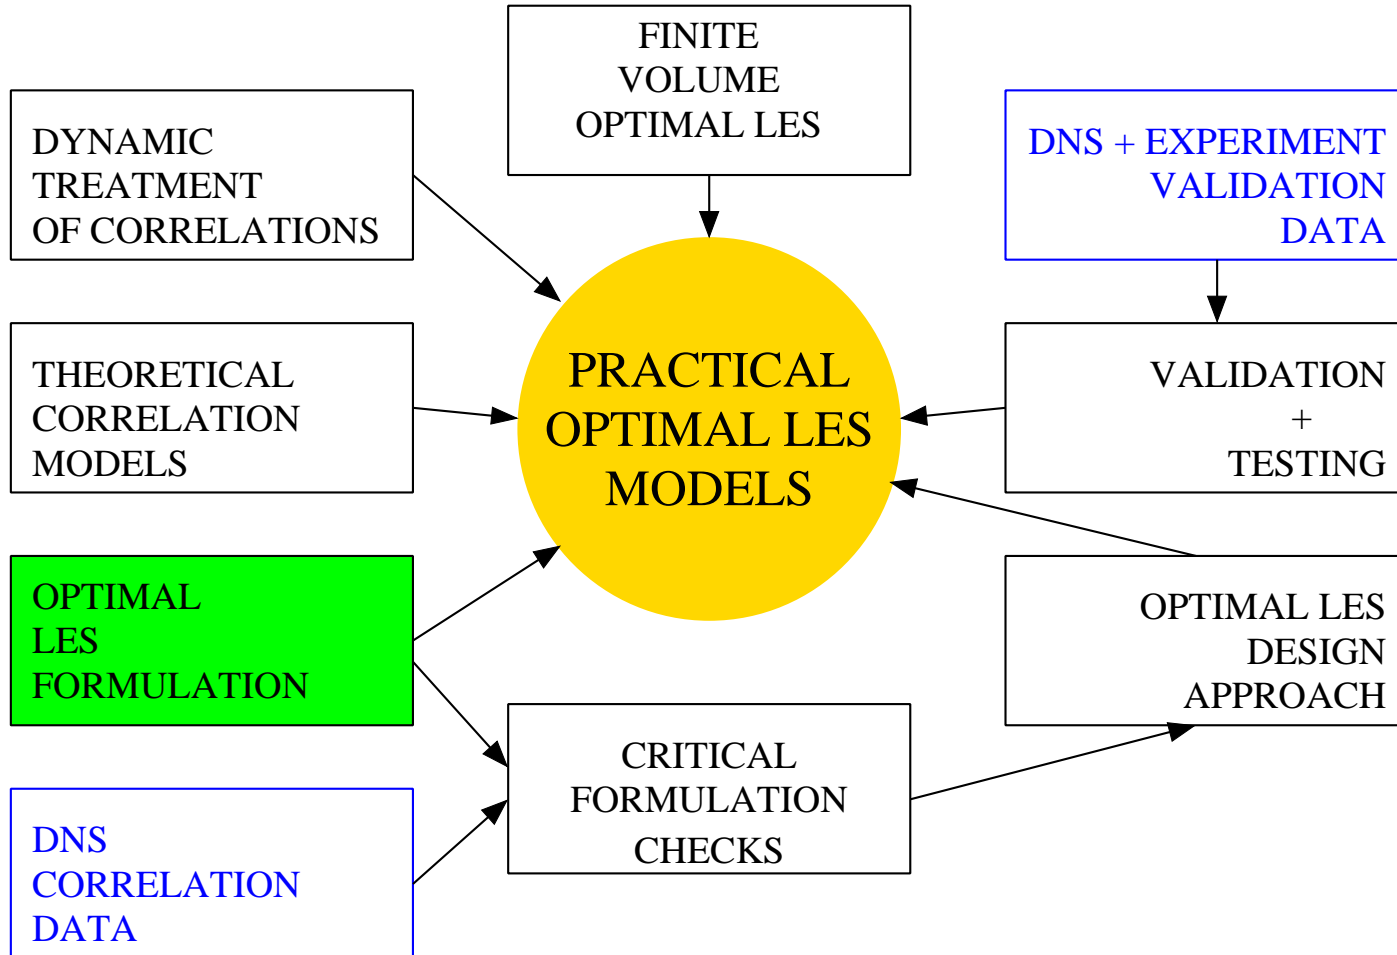 FINITE
VOLUME
OPTIMAL LES
DYNAMIC
TREATMENT
OF CORRELATIONS
DNS + EXPERIMENT
VALIDATION
DATA
THEORETICAL
CORRELATION
MODELS
PRACTICAL
OPTIMAL LES
MODELS
VALIDATION
+
TESTING
OPTIMAL
LES
FORMULATION
OPTIMAL LES
DESIGN
APPROACH
CRITICAL
FORMULATION
CHECKS
DNS
CORRELATION
DATA